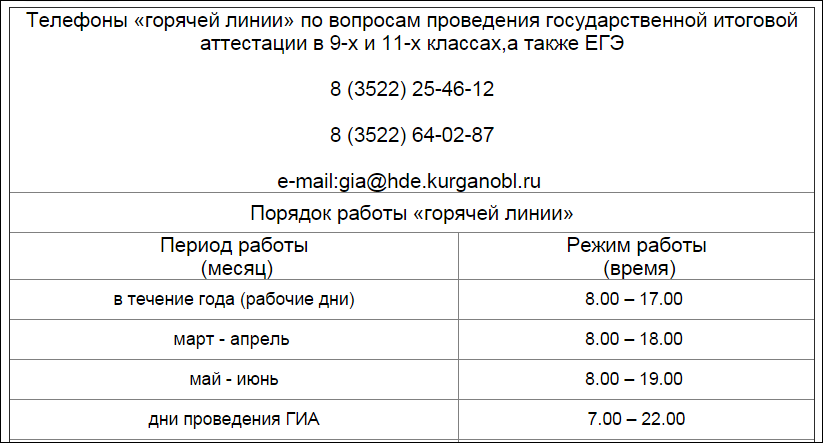 Телефоны «горячей линии» по вопросам проведения государственной итоговой
аттестации в 9-х и 11-х классах,а также ЕГЭ
8 (3522) 25-46-12
8 (3522) 64-02-87
e-mail:gia@hde.kurganobl.ru
Порядок работы «горячей линии»
Период работы
(месяц)
Режим работы
(время)
в течение года (рабочие дни)
8.00 – 17.00
март - апрель
8.00 – 18.00
май - июнь
8.00 – 19.00
дни проведения ГИА
7.00 – 22.00